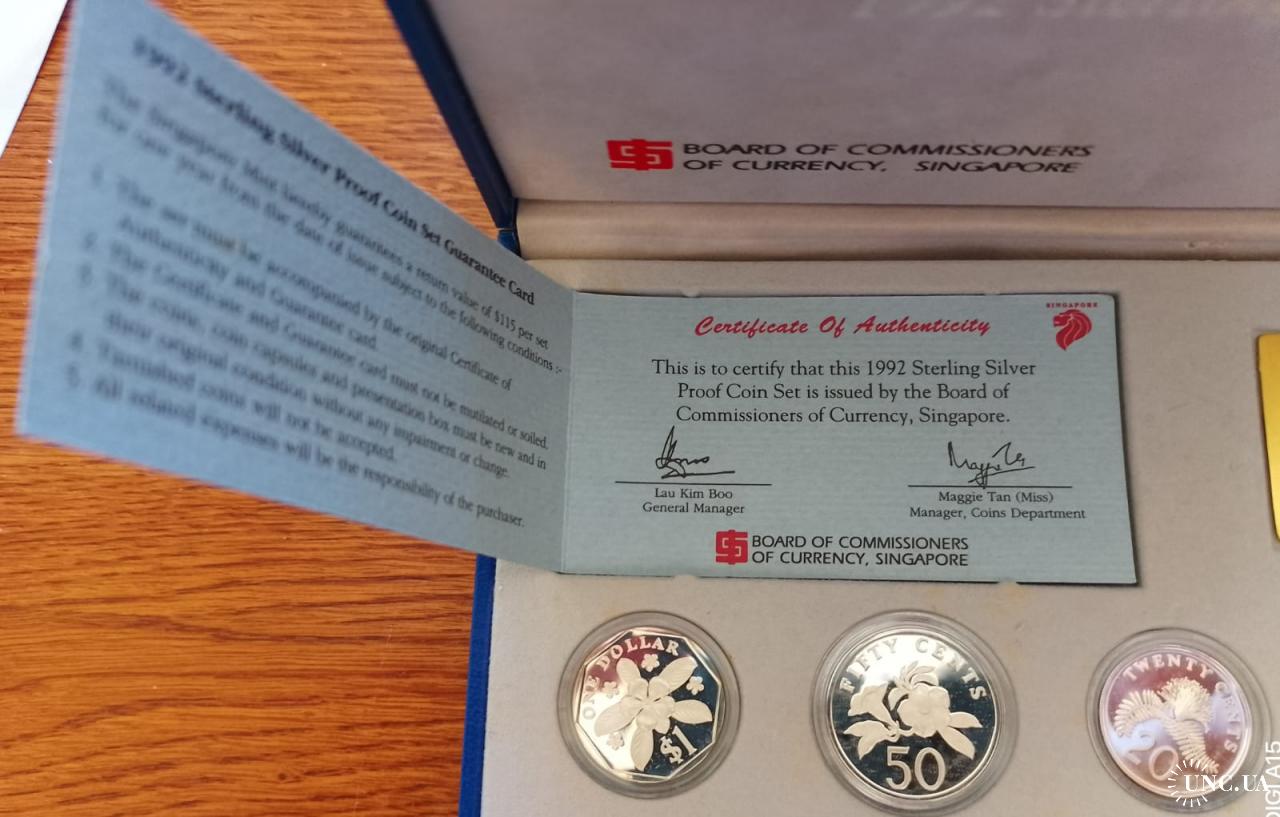 1992 Sterling Silver Proof Coin Set Guarantee Card
The Singapore Mint hereby guarantees a return value of $115 per set
for one year from the date of issue subject to the following conditions :-
1. The set must be accompanied by the original Certificate of
Authenticity and Guarantee card.
2. The Certificate and Guarantee card must not be mutilated or soiled.
3. The coins, coin capsules and presentation box must be new and in
their original condition without any impairment or change.
4. Tarnished coins will not be accepted.
5. All related expenses will be the responsibility of the purchaser.
BOARD OF COMMISSIONERS
OF CURRENCY, SINGAPORE
SINGAPORE
Certificate Of Authenticity
This is to certify that this 1992 Sterling Silver
Proof Coin Set is issued by the Board of
Commissioners of Currency, Singapore.
Lau Kim Boo
General Manager
Maggie Tan (Miss)
Manager, Coins Department
BOARD OF COMMISSIONERS
OF CURRENCY, SINGAPORE
ONE DOLLAR
$1
FIFTY CENTS
50
TWENTY CENTS
20
UNC.UA
DIGI A15